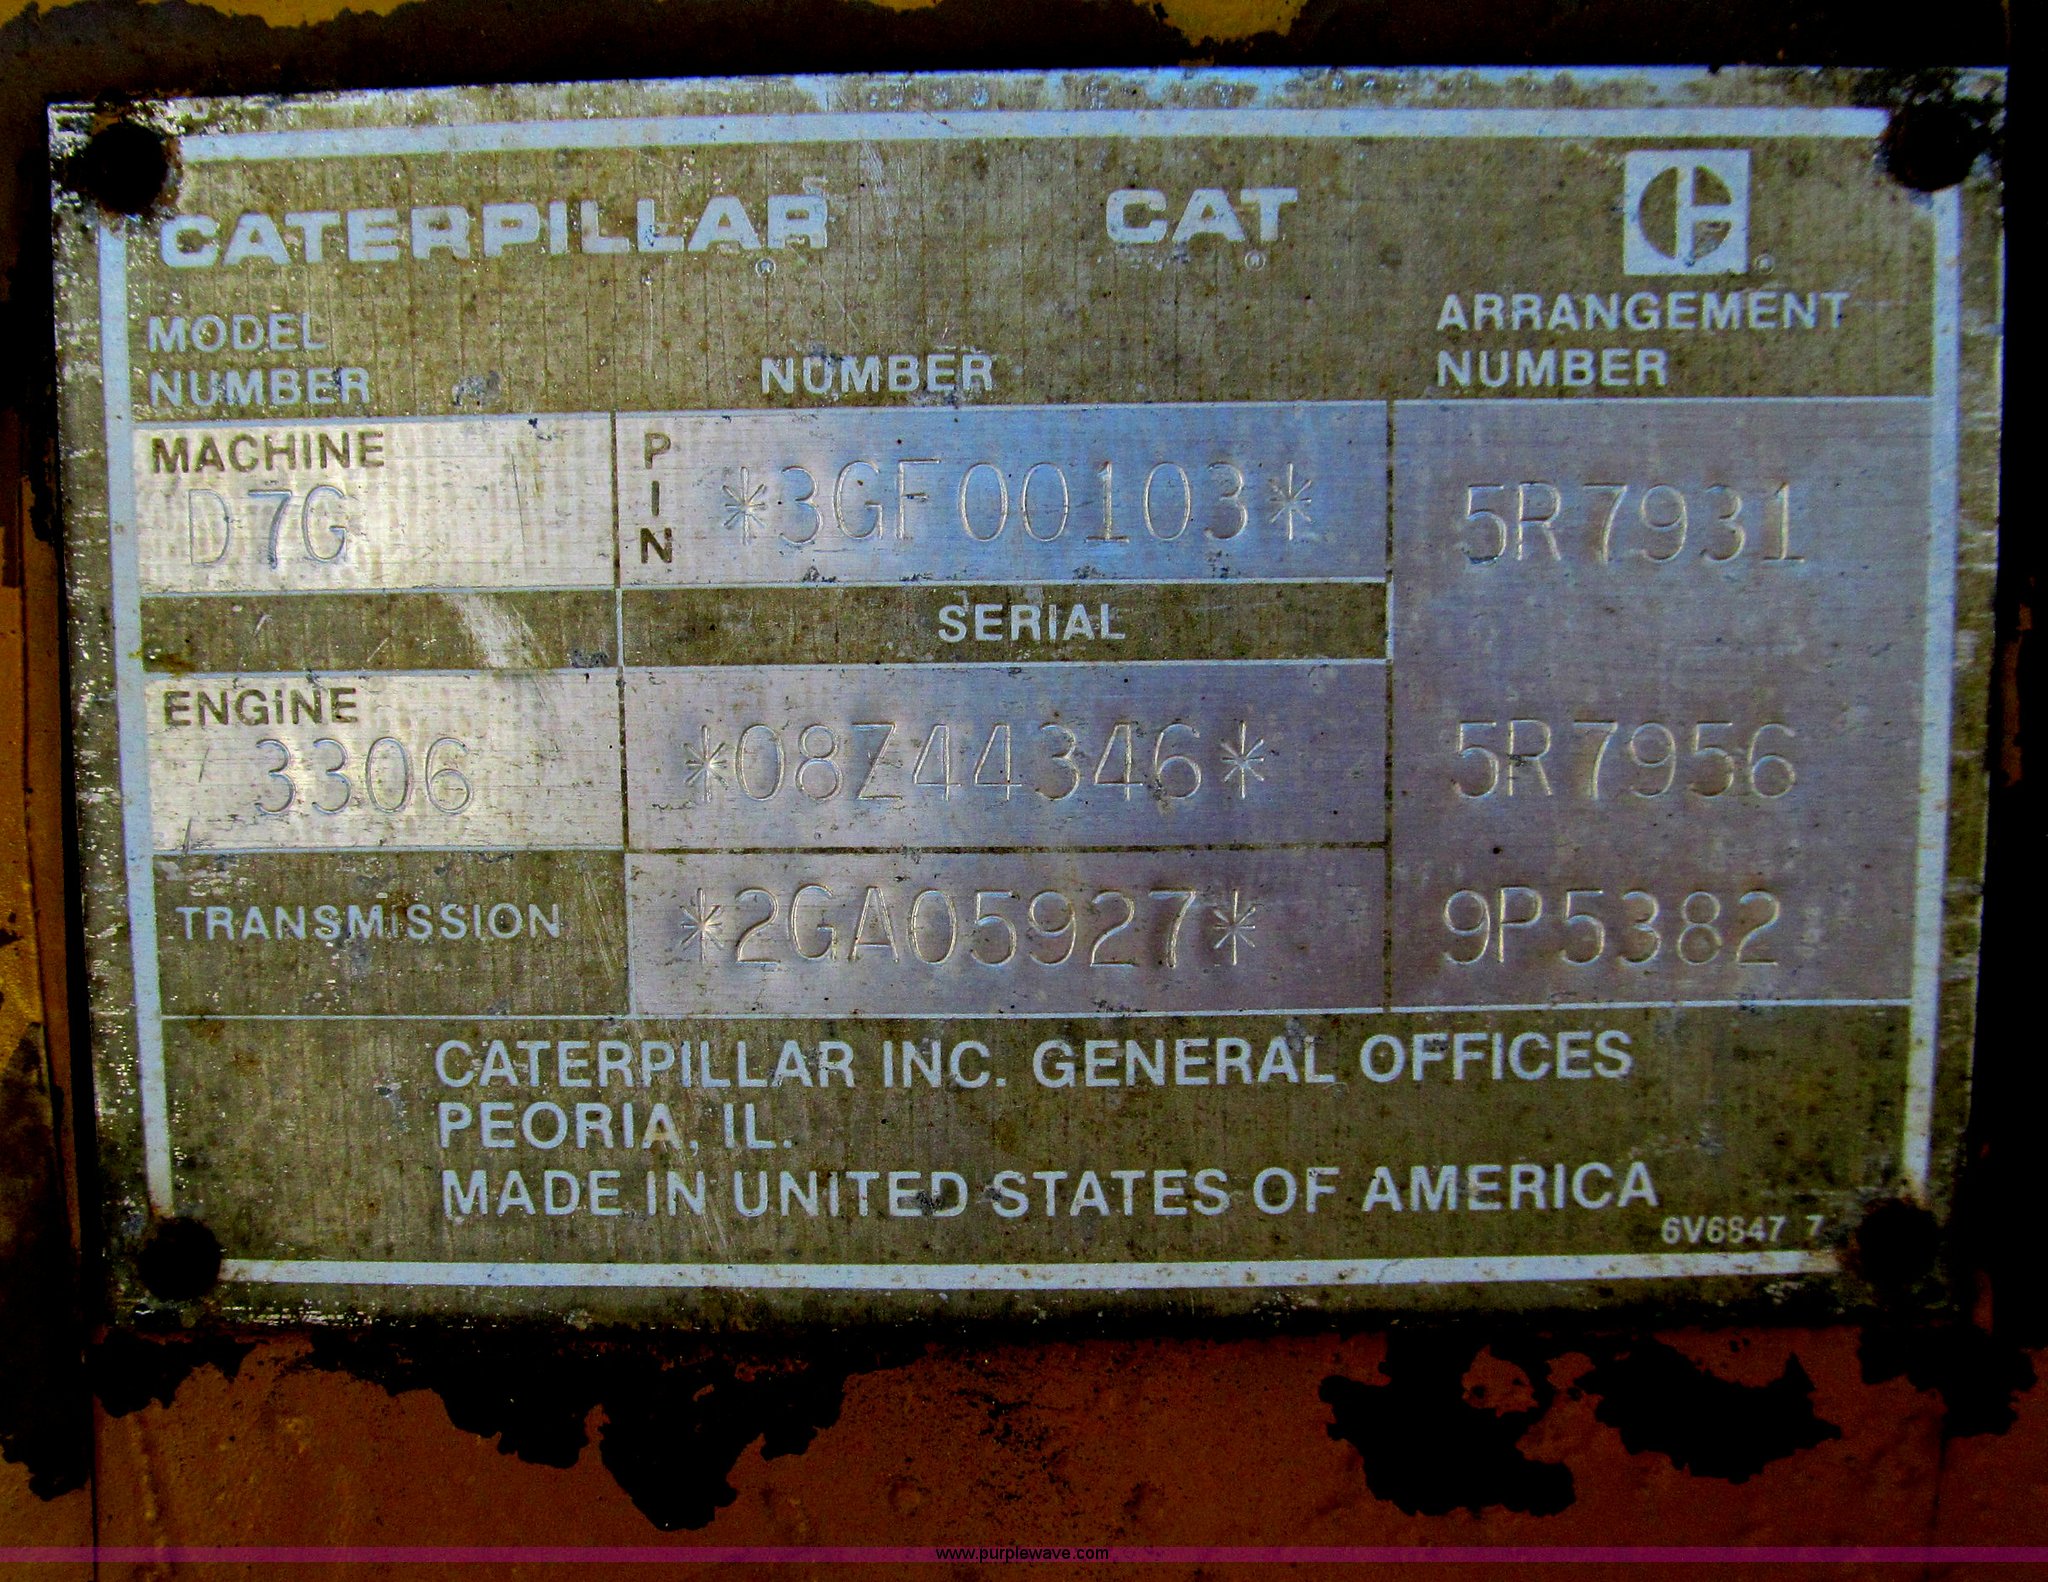 CATERPILLAR® CAT® C®
MODEL NUMBER
NUMBER
ARRANGEMENT NUMBER
MACHINE
D7G
PIN
*3GF00103*
5R7931
SERIAL
ENGINE
3306
*08Z44346*
5R7956
TRANSMISSION
*2GA05927*
9P5382
CATERPILLAR INC. GENERAL OFFICES
PEORIA, IL.
MADE IN UNITED STATES OF AMERICA
6V6847 7
www.purplewave.com